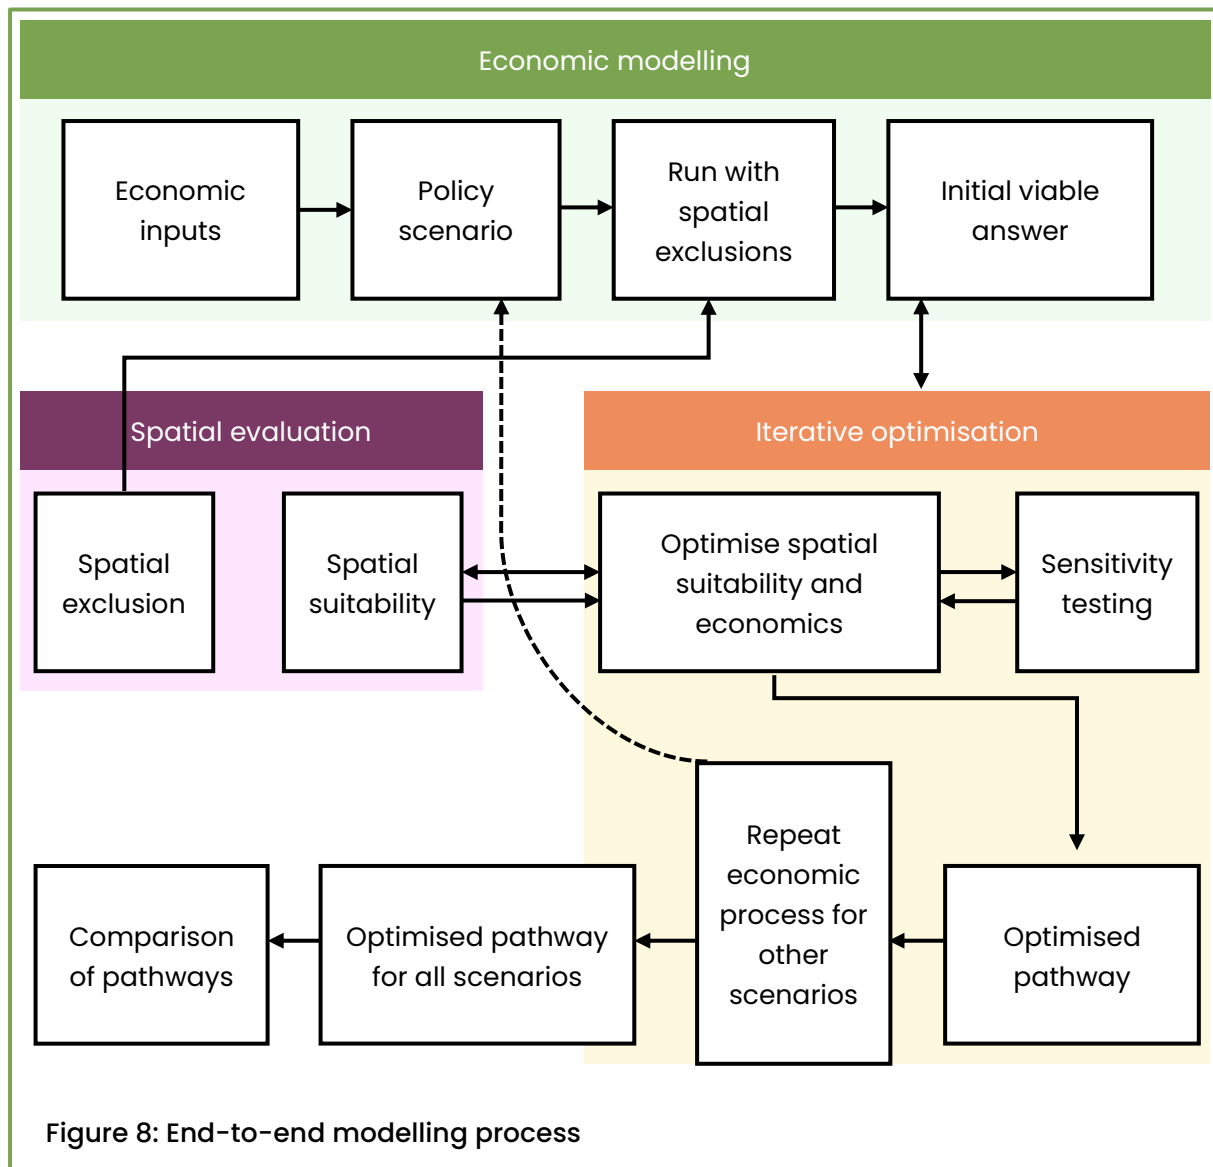 Economic modelling
Economic
inputs
Policy
scenario
Run with
spatial
exclusions
Initial viable
answer
Spatial evaluation
Iterative optimisation
Spatial
exclusion
Spatial
suitability
Optimise spatial
suitability and
economics
Sensitivity
testing
Comparison
of pathways
Optimised pathway
for all scenarios
Repeat
economic
process for
other
scenarios
Optimised
pathway
Figure 8: End-to-end modelling process